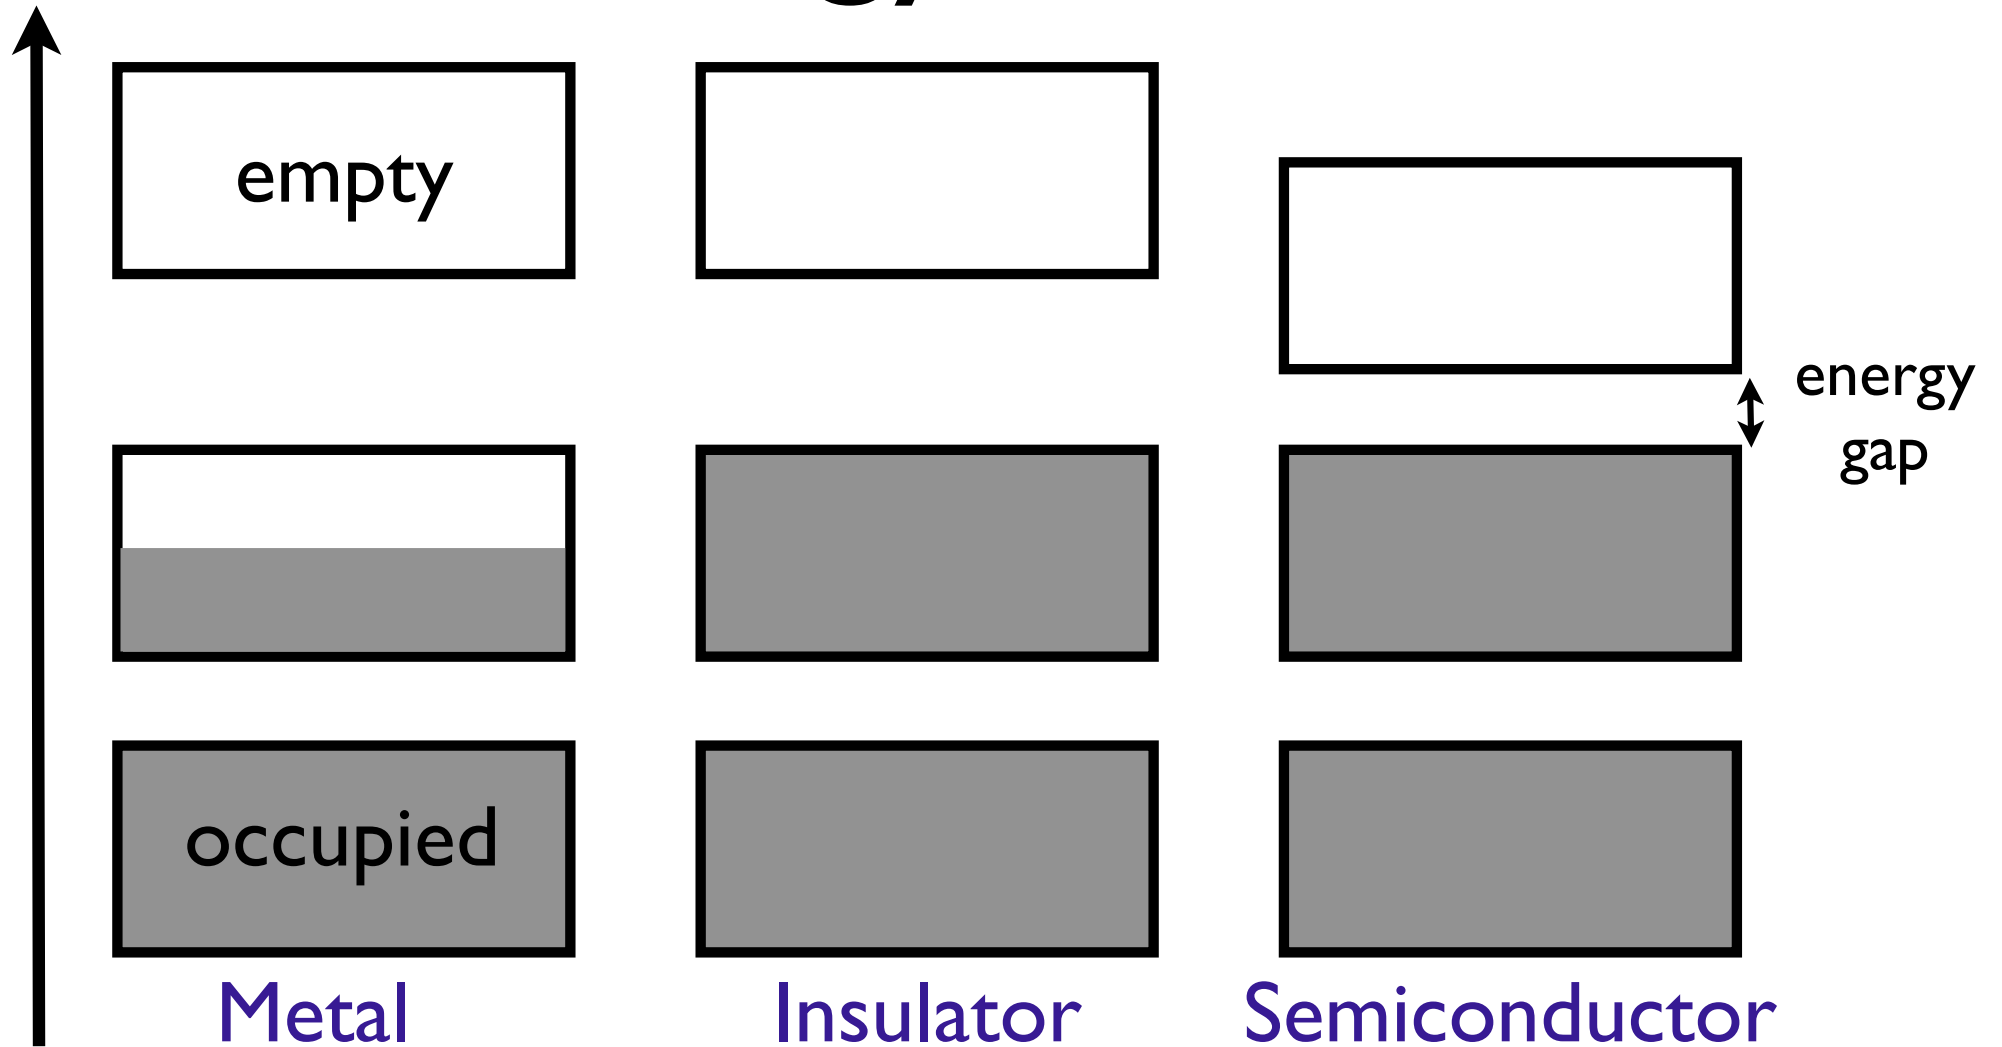 empty
energy
gap
occupied
Metal Insulator Semiconductor